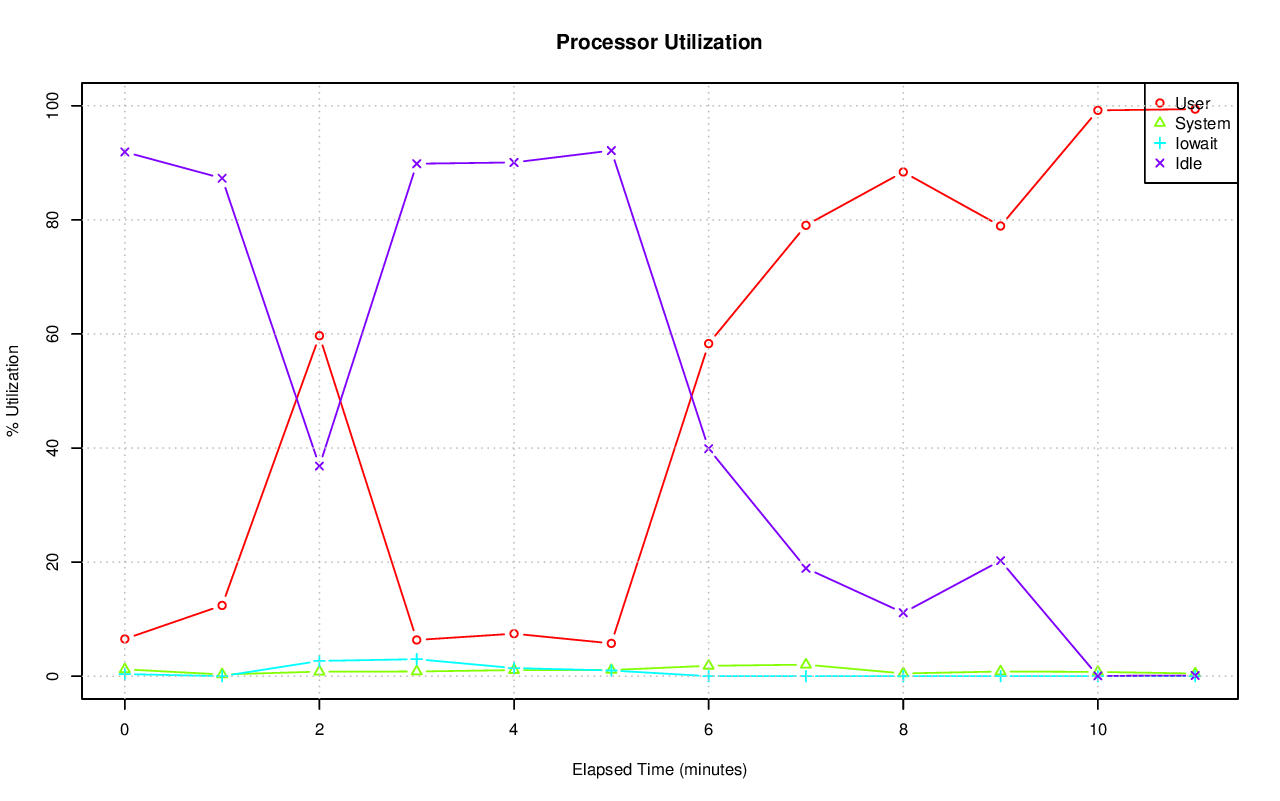 Processor Utilization
% Utilization
100
80
60
40
20
0
User
System
Iowait
Idle
0 2 4 6 8 10
Elapsed Time (minutes)